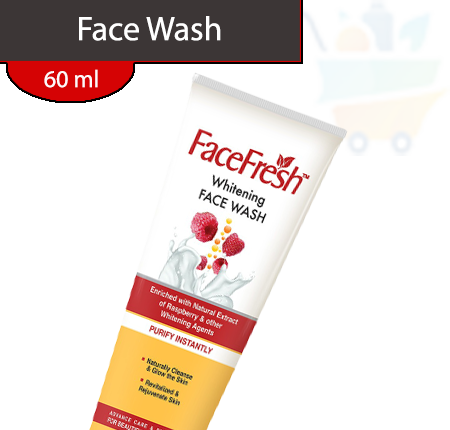 Face Wash
60 ml
FaceFresh™
Whitening
FACE WASH
Enriched with Natural Extract
of Raspberry & other
Whitening Agents
PURIFY INSTANTLY
Naturally Cleanse
& Glow the Skin
Revitalized &
Rejuvenate Skin
ADVANCE CARE &
FOR